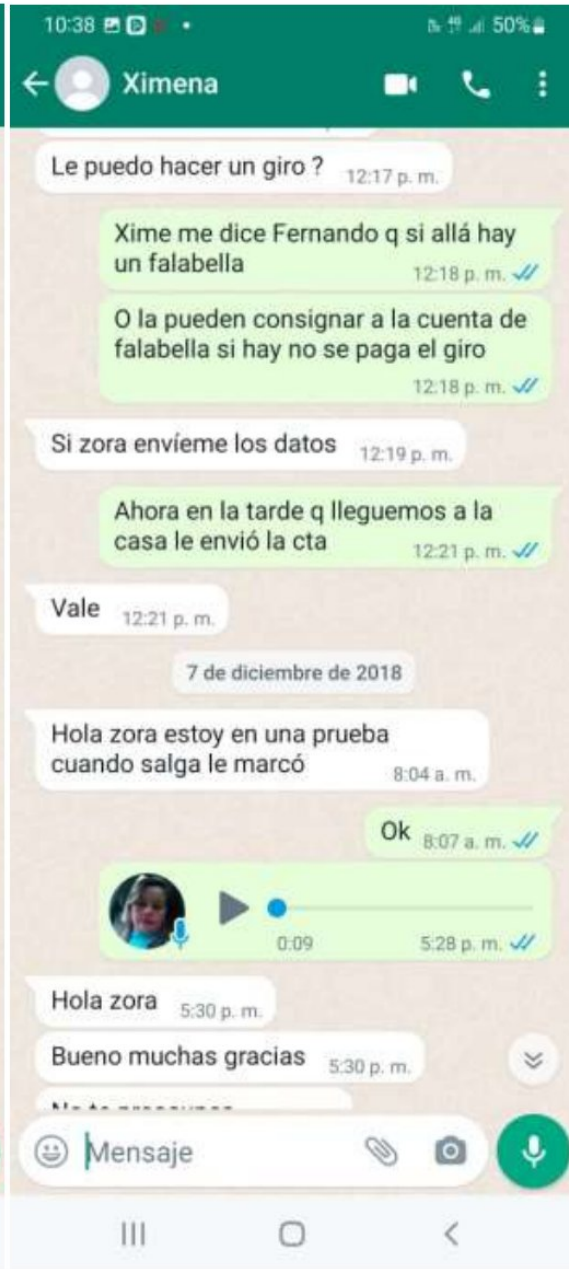 10:38
50%
Ximena
Le puedo hacer un giro ? 12:17 p. m.
Xime me dice Fernando q si allá hay
un falabella 12:18 p. m.
O la pueden consignar a la cuenta de
falabella si hay no se paga el giro
12:18 p. m.
Si zora envíeme los datos 12:19 p. m.
Ahora en la tarde q lleguemos a la
casa le envió la cta 12:21 p. m.
Vale 12:21 p. m.
7 de diciembre de 2018
Hola zora estoy en una prueba
cuando salga le marcó 8:04 a. m.
Ok 8:07 a. m.
0:09 5:28 p. m.
Hola zora 5:30 p. m.
Bueno muchas gracias 5:30 p. m.
Mensaje